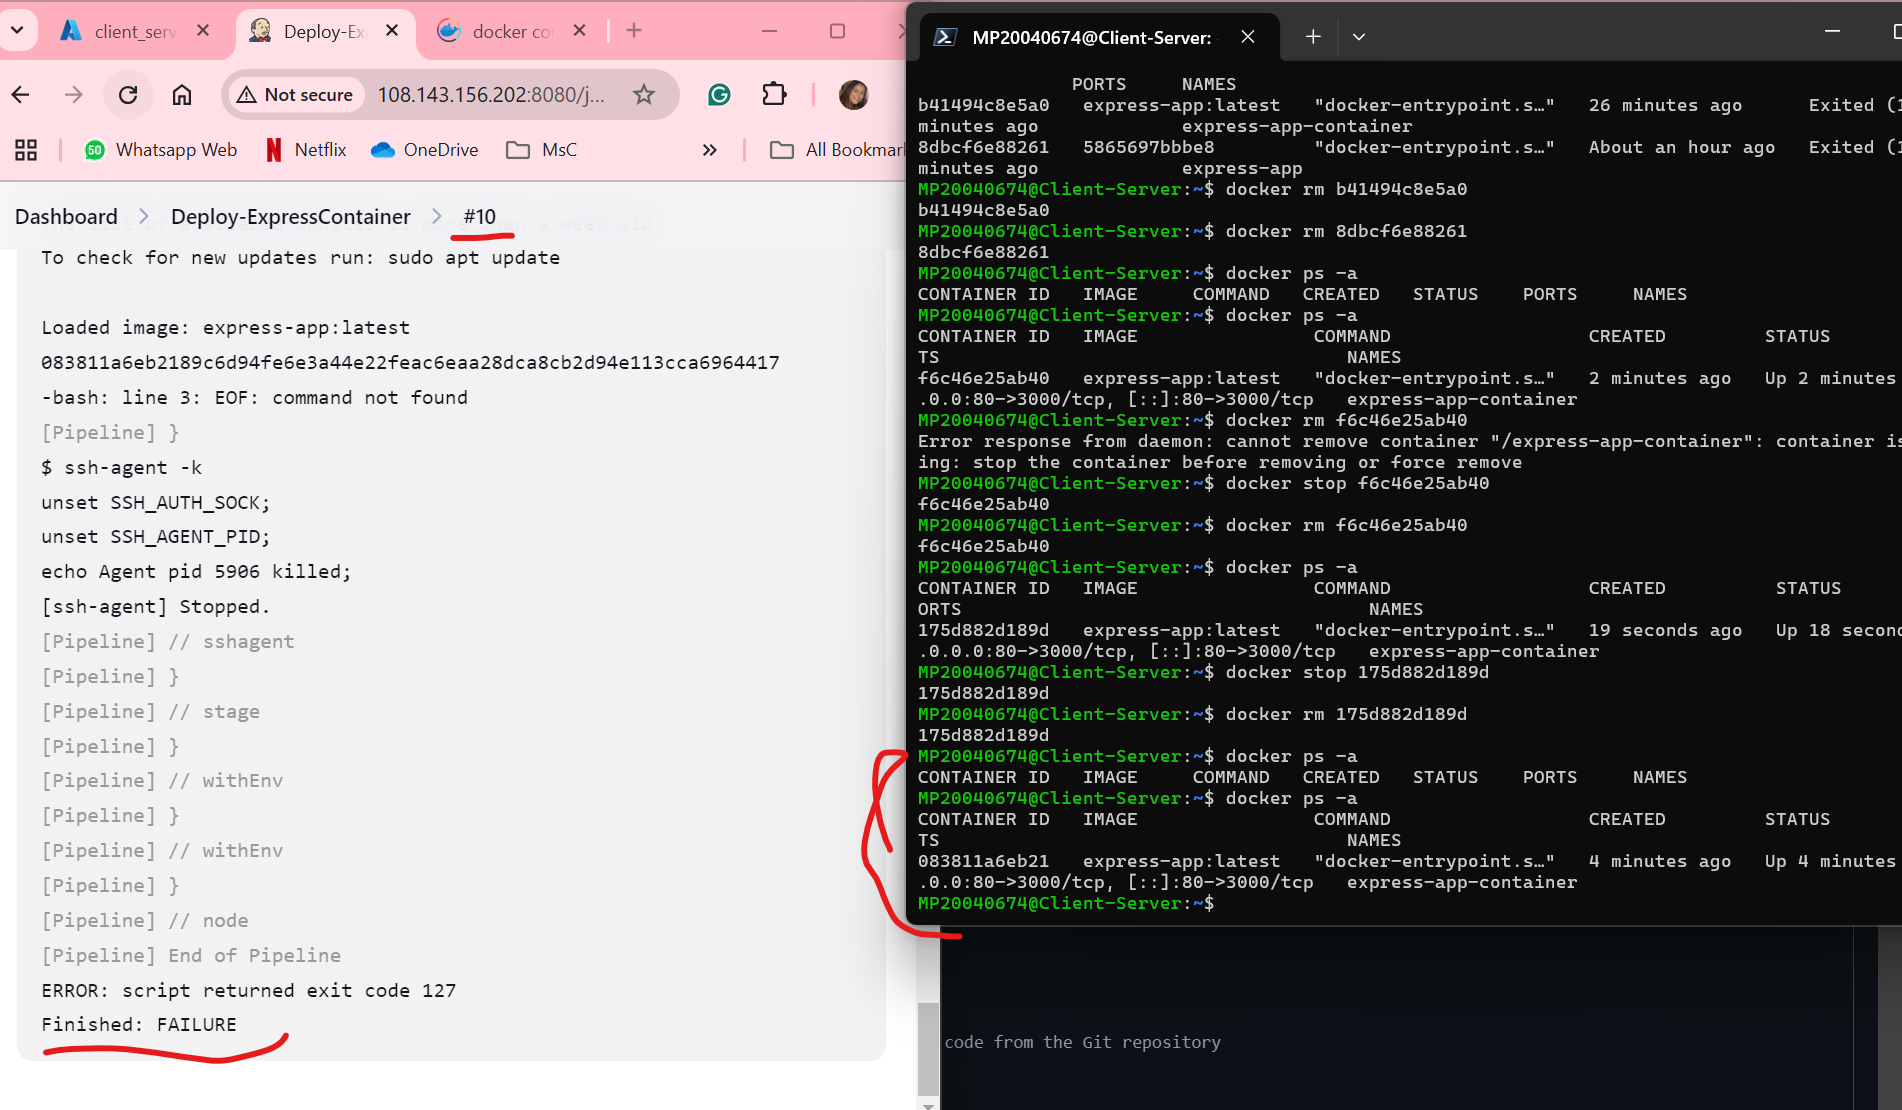 client_serv
Deploy-Ex
docker co
Not secure
108.143.156.202:8080/j...
50
Whatsapp Web
Netflix
OneDrive
MsC
All Bookmar
Dashboard > Deploy-ExpressContainer > #10
To check for new updates run: sudo apt update
Loaded image: express-app:latest
083811a6eb2189c6d94fe6e3a44e22feac6eaa28dca8cb2d94e113cca6964417
-bash: line 3: EOF: command not found
[Pipeline] }
$ ssh-agent -k
unset SSH_AUTH_SOCK;
unset SSH_AGENT_PID;
echo Agent pid 5906 killed;
[ssh-agent] Stopped.
[Pipeline] // sshagent
[Pipeline] }
[Pipeline] // stage
[Pipeline] }
[Pipeline] // withEnv
[Pipeline] }
[Pipeline] // withEnv
[Pipeline] }
[Pipeline] // node
[Pipeline] End of Pipeline
ERROR: script returned exit code 127
Finished: FAILURE
MP20040674@Client-Server:
PORTS NAMES
b41494c8e5a0 express-app:latest "docker-entrypoint.s…" 26 minutes ago Exited (1
minutes ago express-app-container
8dbcf6e88261 5865697bbbe8 "docker-entrypoint.s…" About an hour ago Exited (1
minutes ago express-app
MP20040674@Client-Server:~$ docker rm b41494c8e5a0
b41494c8e5a0
MP20040674@Client-Server:~$ docker rm 8dbcf6e88261
8dbcf6e88261
MP20040674@Client-Server:~$ docker ps -a
CONTAINER ID IMAGE COMMAND CREATED STATUS PORTS NAMES
MP20040674@Client-Server:~$ docker ps -a
CONTAINER ID IMAGE COMMAND CREATED STATUS
TS NAMES
f6c46e25ab40 express-app:latest "docker-entrypoint.s…" 2 minutes ago Up 2 minutes
.0.0:80->3000/tcp, [::]:80->3000/tcp express-app-container
MP20040674@Client-Server:~$ docker rm f6c46e25ab40
Error response from daemon: cannot remove container "/express-app-container": container is
ing: stop the container before removing or force remove
MP20040674@Client-Server:~$ docker stop f6c46e25ab40
f6c46e25ab40
MP20040674@Client-Server:~$ docker rm f6c46e25ab40
f6c46e25ab40
MP20040674@Client-Server:~$ docker ps -a
CONTAINER ID IMAGE COMMAND CREATED STATUS
ORTS NAMES
175d882d189d express-app:latest "docker-entrypoint.s…" 19 seconds ago Up 18 second
.0.0.0:80->3000/tcp, [::]:80->3000/tcp express-app-container
MP20040674@Client-Server:~$ docker stop 175d882d189d
175d882d189d
MP20040674@Client-Server:~$ docker rm 175d882d189d
175d882d189d
MP20040674@Client-Server:~$ docker ps -a
CONTAINER ID IMAGE COMMAND CREATED STATUS PORTS NAMES
MP20040674@Client-Server:~$ docker ps -a
CONTAINER ID IMAGE COMMAND CREATED STATUS
TS NAMES
083811a6eb21 express-app:latest "docker-entrypoint.s…" 4 minutes ago Up 4 minutes
.0.0:80->3000/tcp, [::]:80->3000/tcp express-app-container
MP20040674@Client-Server:~$
code from the Git repository